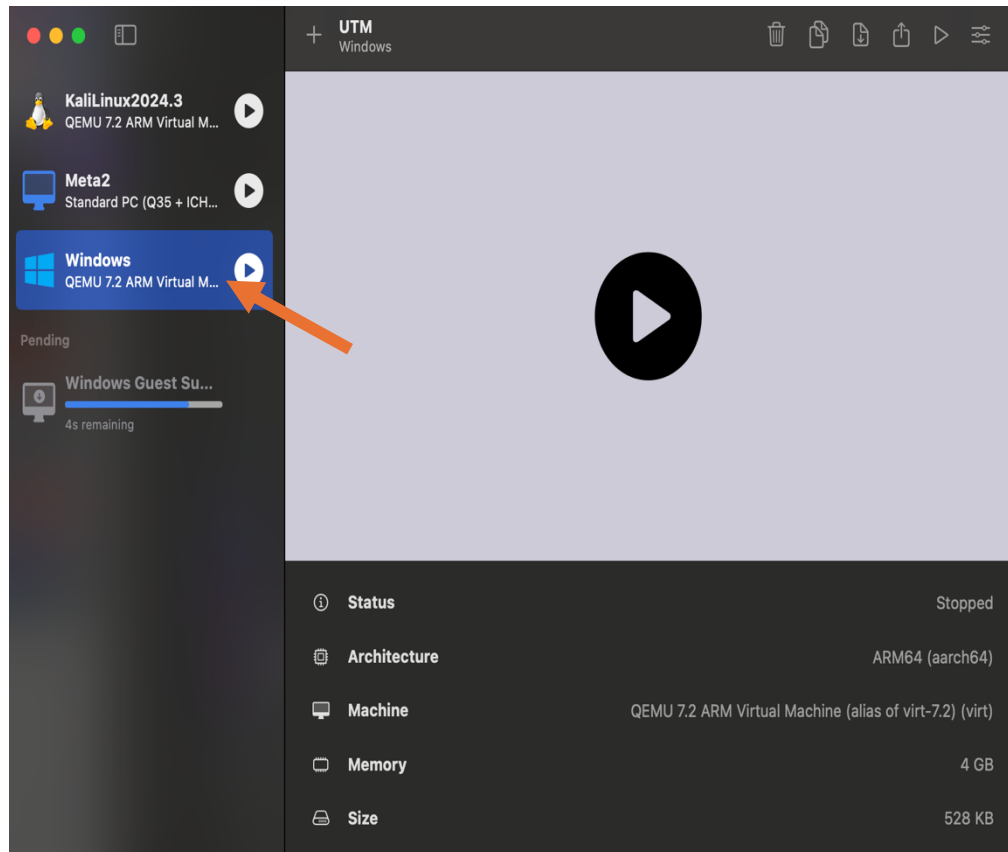 UTM
Windows
KaliLinux2024.3
QEMU 7.2 ARM Virtual M...
Meta2
Standard PC (Q35 + ICH...
Windows
QEMU 7.2 ARM Virtual M...
Pending
Windows Guest Su...
4s remaining
Status Stopped
Architecture ARM64 (aarch64)
Machine QEMU 7.2 ARM Virtual Machine (alias of virt-7.2) (virt)
Memory 4 GB
Size 528 KB